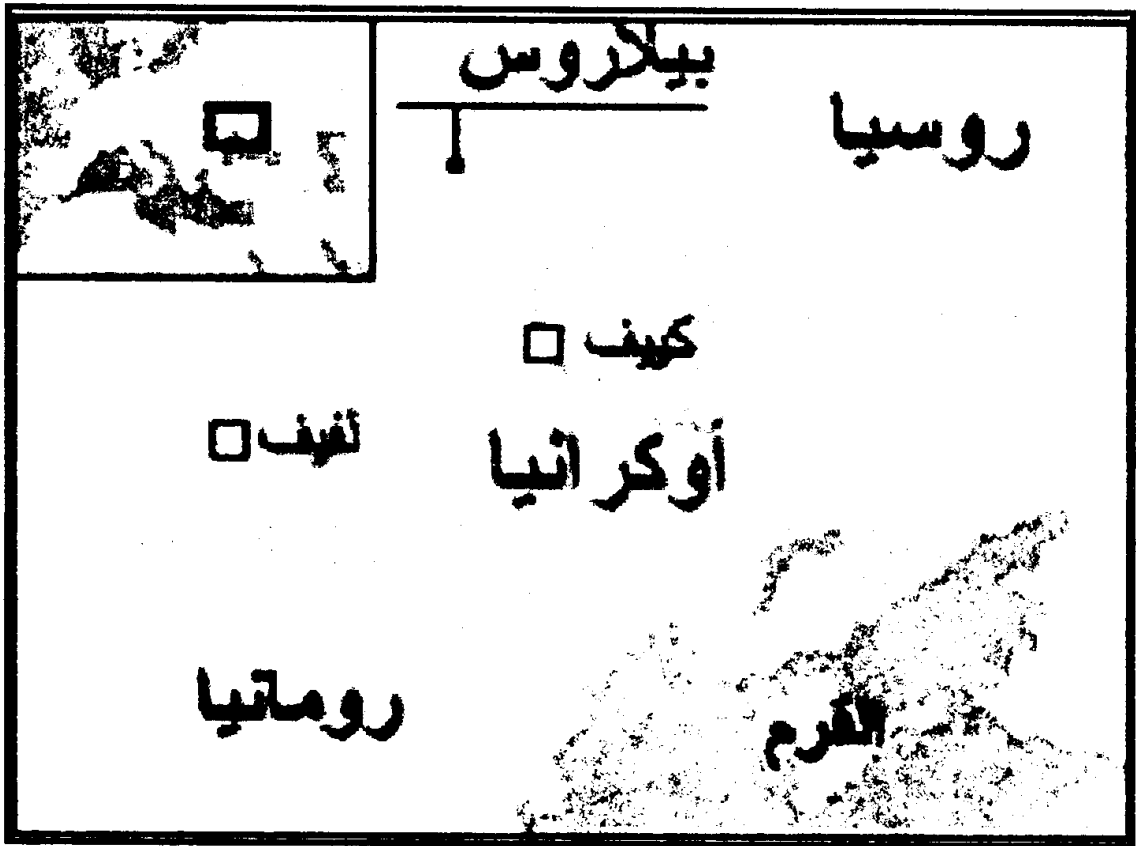 بيلاروس
روسيا
كييف
لفيف
أوكرانيا
رومانيا
القرم